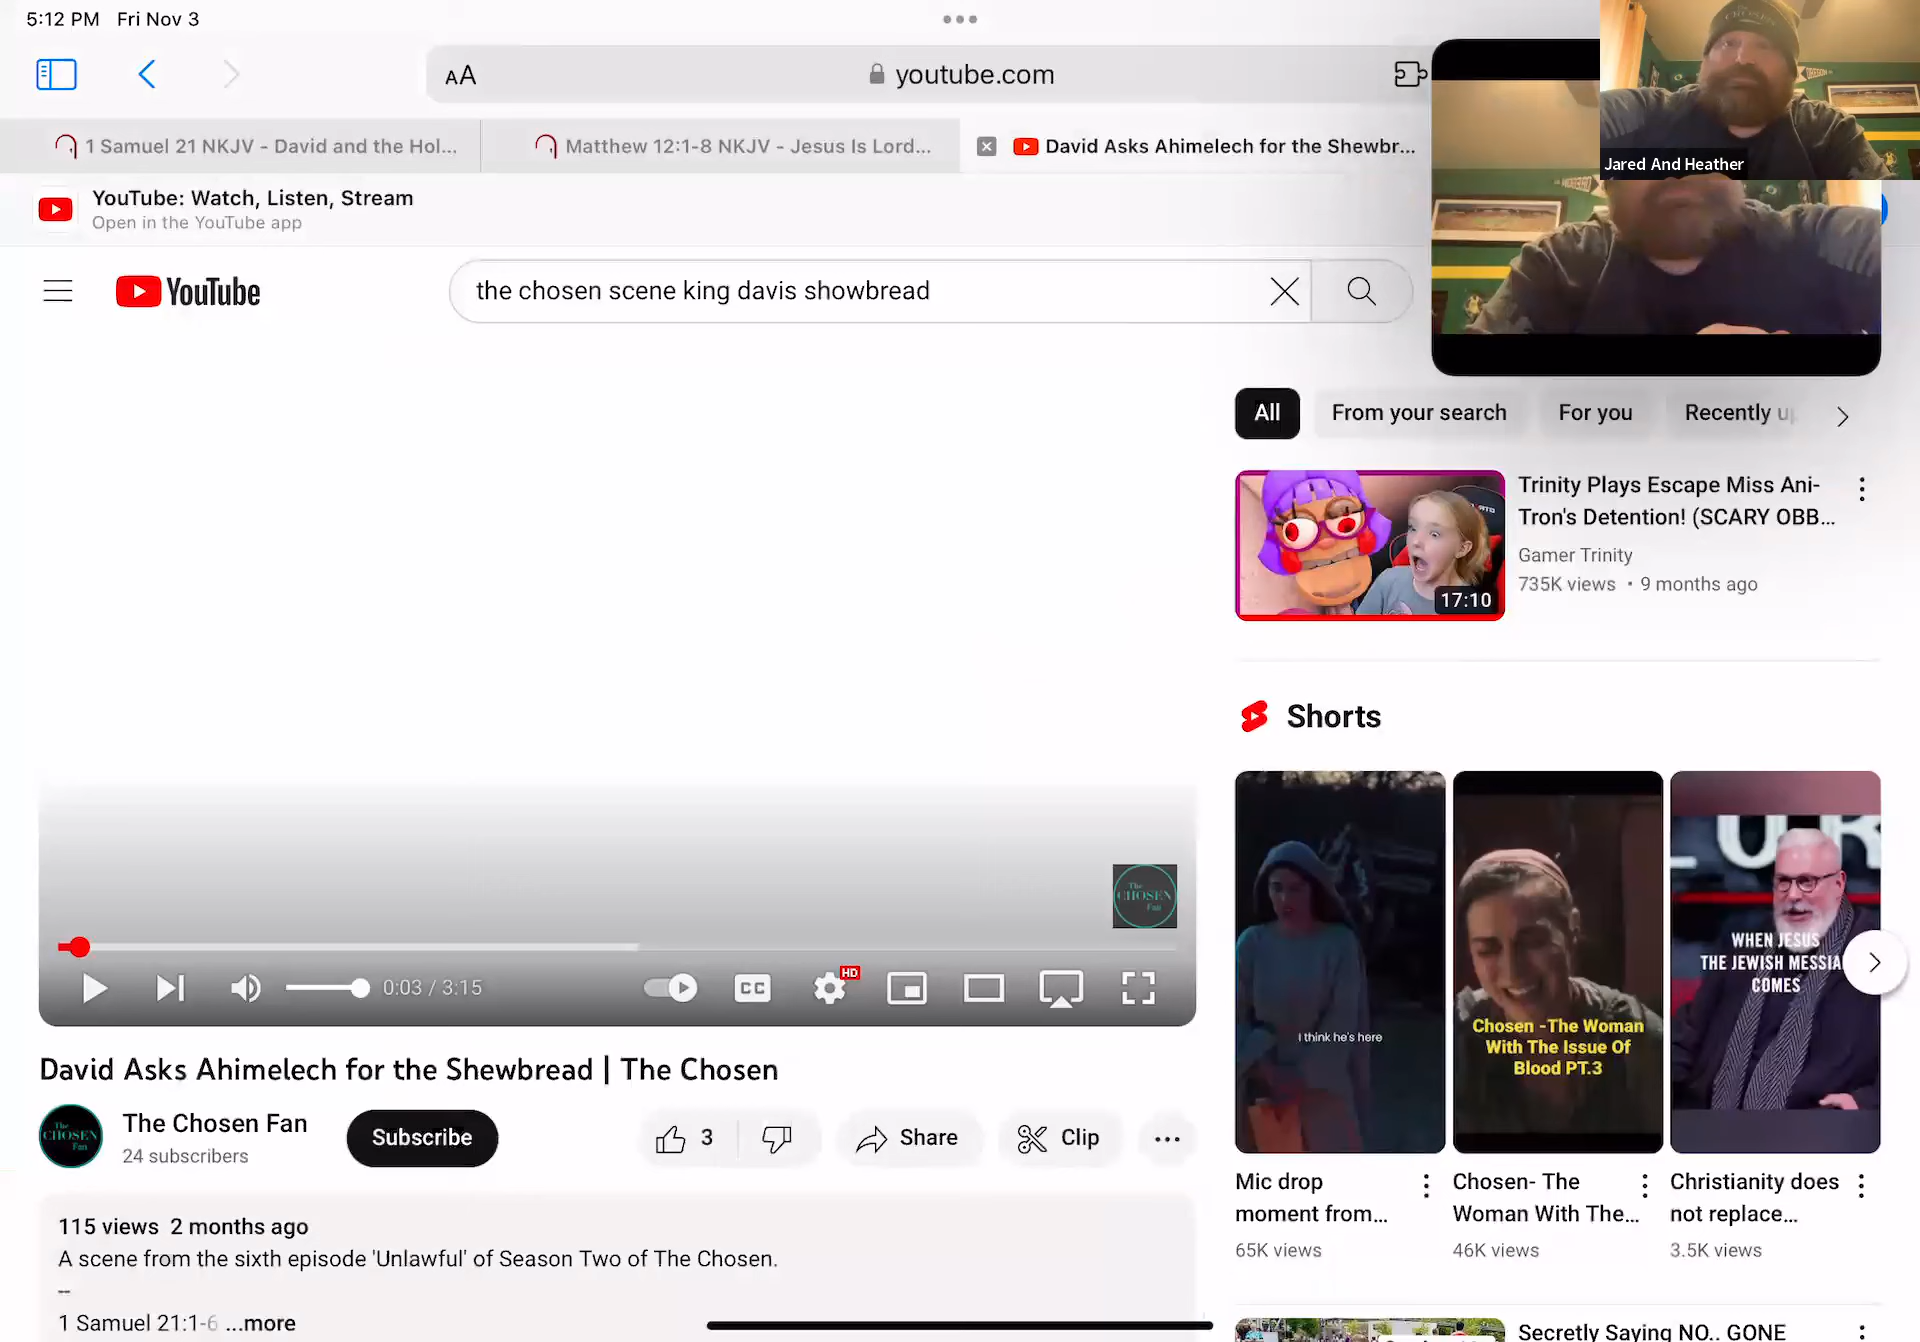 5:12 PM Fri Nov 3
AA
youtube.com
1 Samuel 21 NKJV - David and the Hol...
Matthew 12:1-8 NKJV - Jesus Is Lord...
David Asks Ahimelech for the Shewbr...
Jared And Heather
YouTube: Watch, Listen, Stream
Open in the YouTube app
YouTube
the chosen scene king davis showbread
All
From your search
For you
Recently up
Trinity Plays Escape Miss Ani-
Tron's Detention! (SCARY OBB...
Gamer Trinity
735K views • 9 months ago
17:10
Shorts
I think he's here
Chosen -The Woman
With The Issue Of
Blood PT.3
WHEN JESUS
THE JEWISH MESSIA
COMES
The
CHOSEN
Fan
0:03 / 3:15
CC
HD
David Asks Ahimelech for the Shewbread | The Chosen
The
CHOSEN
Fan
The Chosen Fan
24 subscribers
Subscribe
3
Share
Clip
Mic drop
moment from...
65K views
Chosen- The
Woman With The...
46K views
Christianity does
not replace...
3.5K views
115 views 2 months ago
A scene from the sixth episode 'Unlawful' of Season Two of The Chosen.
--
1 Samuel 21:1-6 ...more
Secretly Saying NO.. GONE